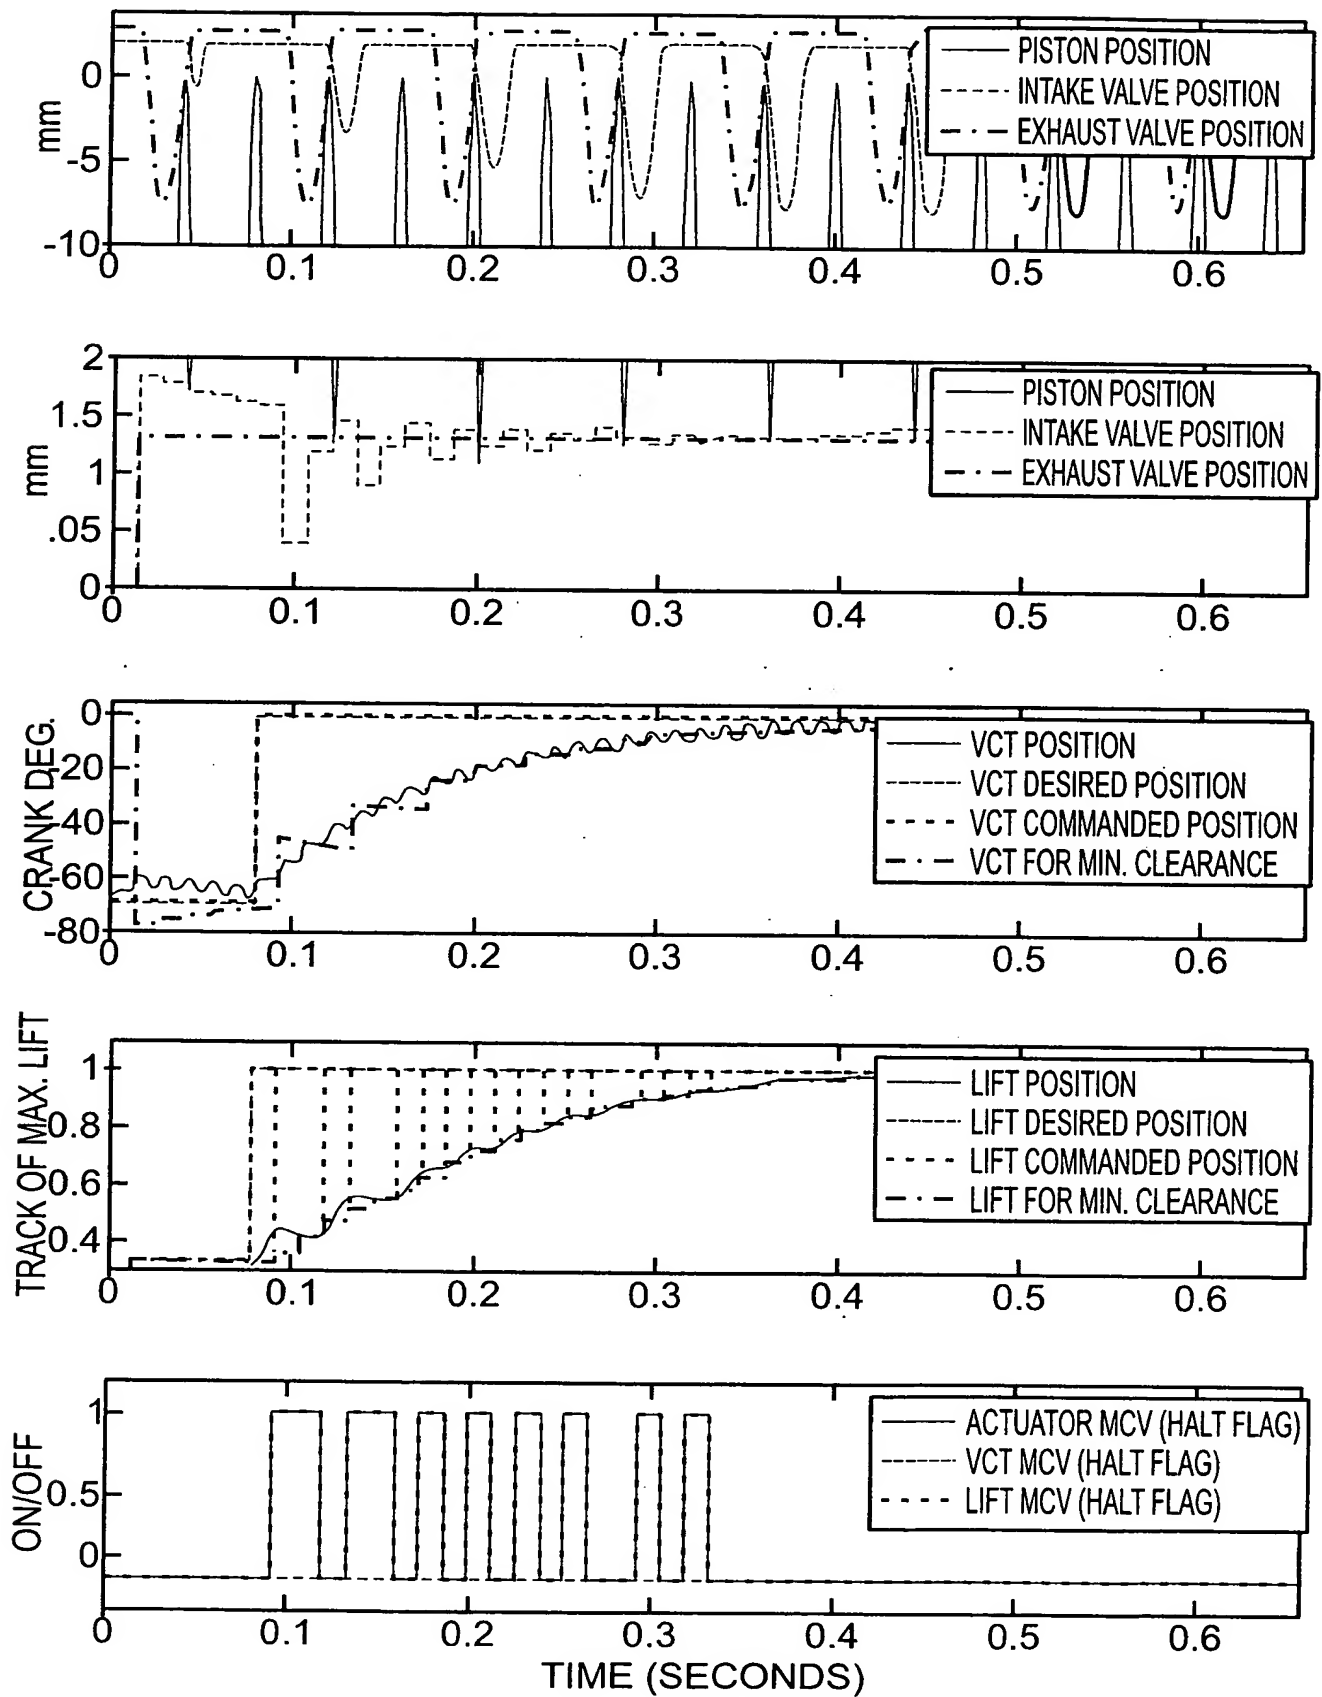 0
mm
-5
-10
PISTON POSITION
INTAKE VALVE POSITION
EXHAUST VALVE POSITION
0 0.1 0.2 0.3 0.4 0.5 0.6
2
1.5
mm
1
.05
0
PISTON POSITION
INTAKE VALVE POSITION
EXHAUST VALVE POSITION
0 0.1 0.2 0.3 0.4 0.5 0.6
CRANK DEG.
0
-20
-40
-60
-80
VCT POSITION
VCT DESIRED POSITION
VCT COMMANDED POSITION
VCT FOR MIN. CLEARANCE
0 0.1 0.2 0.3 0.4 0.5 0.6
TRACK OF MAX. LIFT
1
0.8
0.6
0.4
LIFT POSITION
LIFT DESIRED POSITION
LIFT COMMANDED POSITION
LIFT FOR MIN. CLEARANCE
0 0.1 0.2 0.3 0.4 0.5 0.6
ON/OFF
1
0.5
0
ACTUATOR MCV (HALT FLAG)
VCT MCV (HALT FLAG)
LIFT MCV (HALT FLAG)
0 0.1 0.2 0.3 0.4 0.5 0.6
TIME (SECONDS)